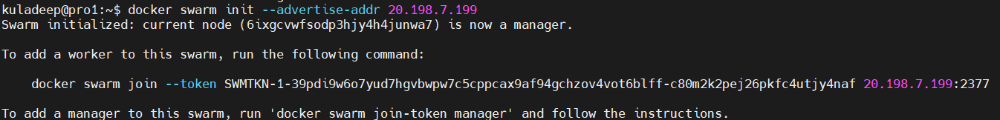 kuladeep@pro1:~$ docker swarm init --advertise-addr 20.198.7.199
Swarm initialized: current node (6ixgcvwfsodp3hjy4h4junwa7) is now a manager.
To add a worker to this swarm, run the following command:
docker swarm join --token SWMTKN-1-39pdi9w6o7yud7hgvbwpw7c5cppcax9af94gchzov4vot6blff-c80m2k2pej26pkfc4utjy4naf 20.198.7.199:2377
To add a manager to this swarm, run 'docker swarm join-token manager' and follow the instructions.